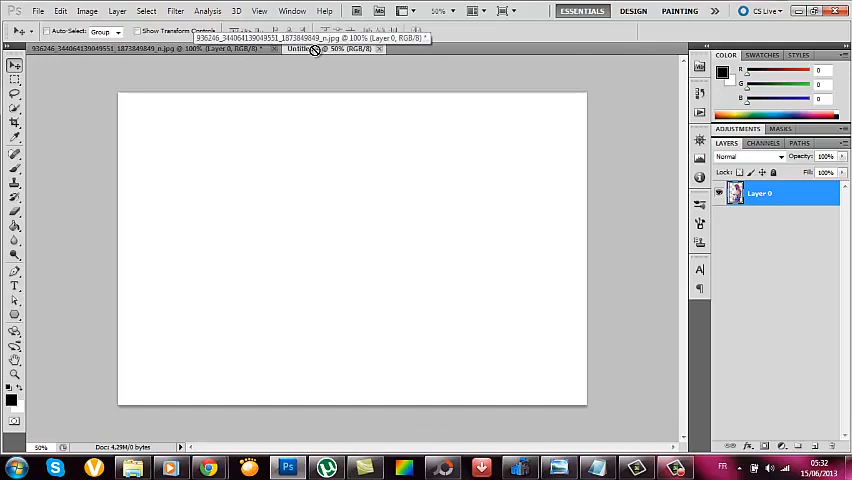 Ps File Edit Image Layer Select Filter Analysis 3D View Window Help Br Mb 50% ESSENTIALS DESIGN PAINTING CS Live
Auto-Select: Group Show Transform Controls
936246_344064139049551_1873849849_n.jpg @ 100% (Layer 0, RGB/8) *
936246_344064139049551_1873849849_n.jpg @ 100% (Layer 0, RGB/8) * @ 50% (RGB/8)
COLOR SWATCHES STYLES
R 0
G 0
B 0
ADJUSTMENTS MASKS
LAYERS CHANNELS PATHS
Normal Opacity: 100%
Lock: Fill: 100%
Layer 0
50% Doc: 4,29M/0 bytes
FR 05:32
15/06/2013